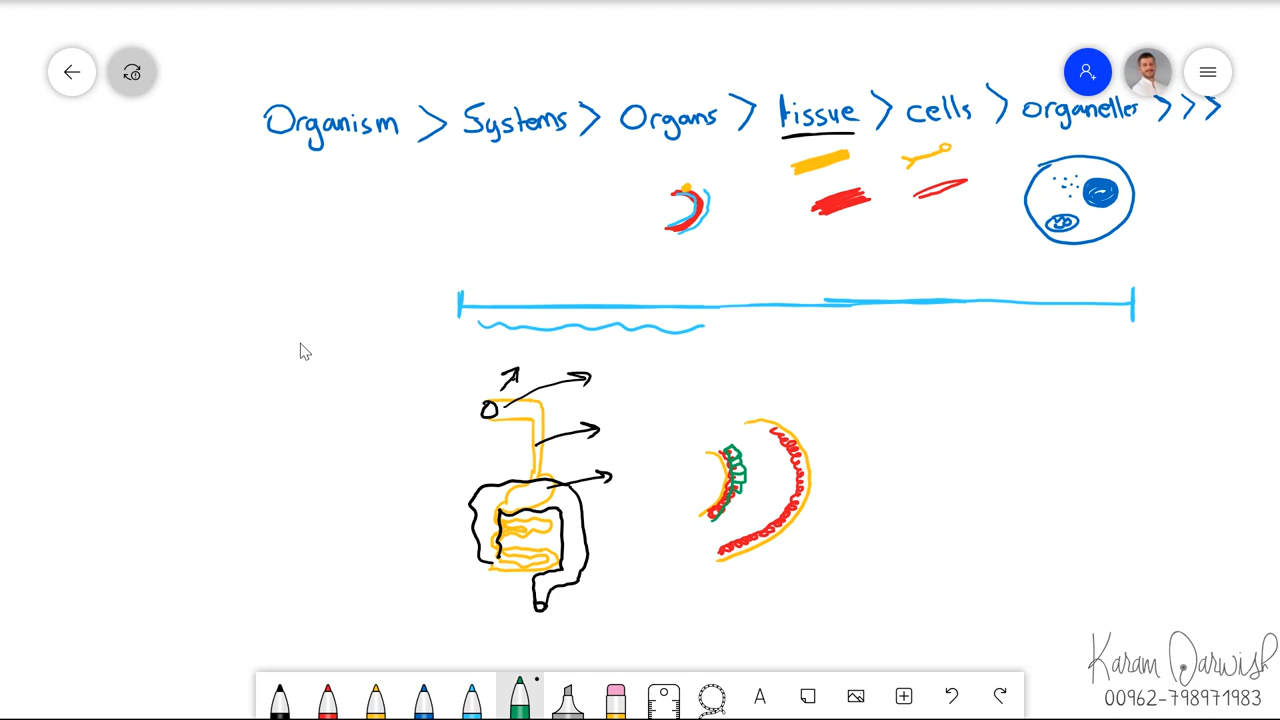 Organism > Systems > Organs > tissue > cells > organelles >>>
Karam Darwish
00962-798971983
A